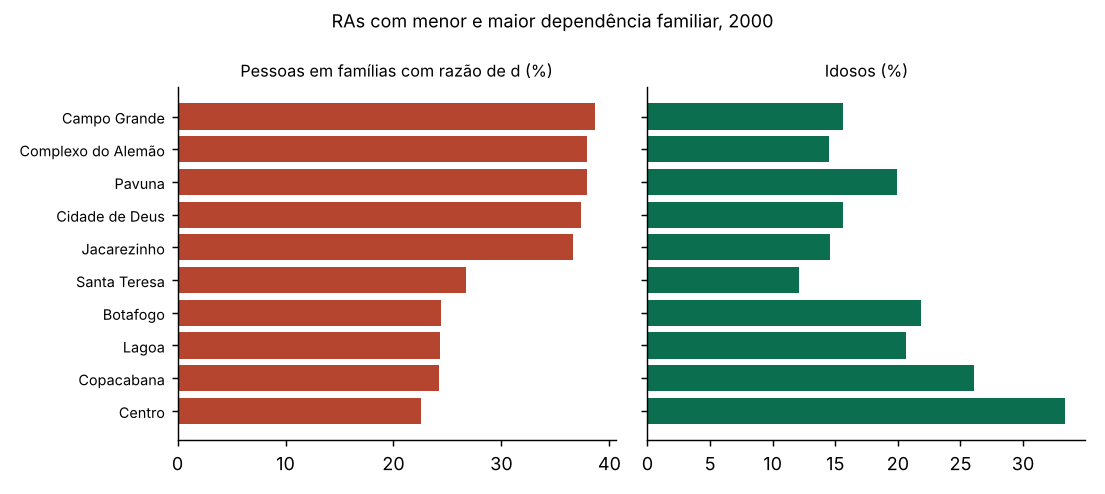 RAs com menor e maior dependência familiar, 2000
Pessoas em famílias com razão de d (%)
Idosos (%)
Campo Grande
Complexo do Alemão
Pavuna
Cidade de Deus
Jacarezinho
Santa Teresa
Botafogo
Lagoa
Copacabana
Centro
0 10 20 30 40
0 5 10 15 20 25 30